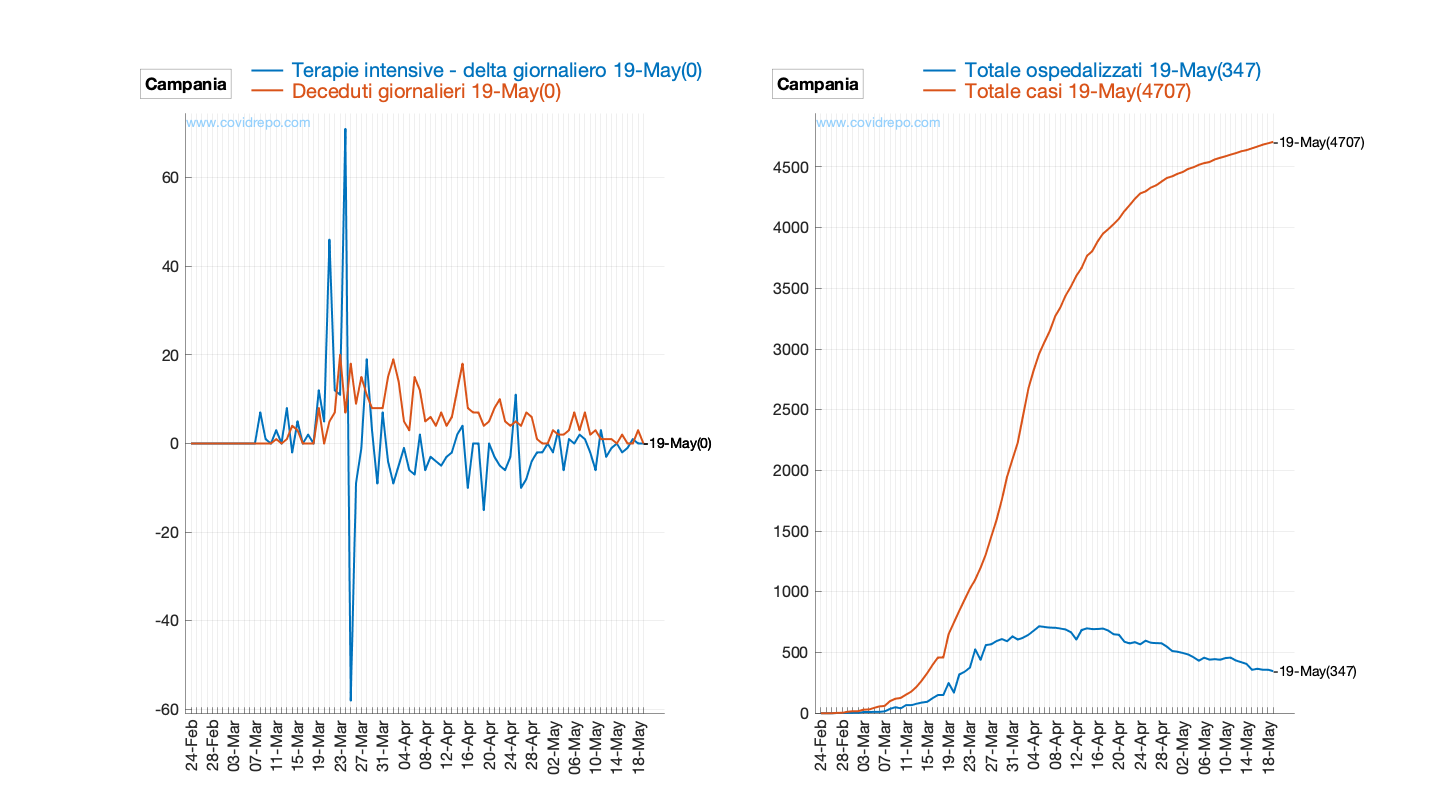 Campania
Terapie intensive - delta giornaliero 19-May(0)
Deceduti giornalieri 19-May(0)
www.covidrepo.com
60
40
20
0
-20
-40
-60
19-May(0)
24-Feb
28-Feb
03-Mar
07-Mar
11-Mar
15-Mar
19-Mar
23-Mar
27-Mar
31-Mar
04-Apr
08-Apr
12-Apr
16-Apr
20-Apr
24-Apr
28-Apr
02-May
06-May
10-May
14-May
18-May
Campania
Totale ospedalizzati 19-May(347)
Totale casi 19-May(4707)
www.covidrepo.com
4500
4000
3500
3000
2500
2000
1500
1000
500
0
19-May(4707)
19-May(347)
24-Feb
28-Feb
03-Mar
07-Mar
11-Mar
15-Mar
19-Mar
23-Mar
27-Mar
31-Mar
04-Apr
08-Apr
12-Apr
16-Apr
20-Apr
24-Apr
28-Apr
02-May
06-May
10-May
14-May
18-May